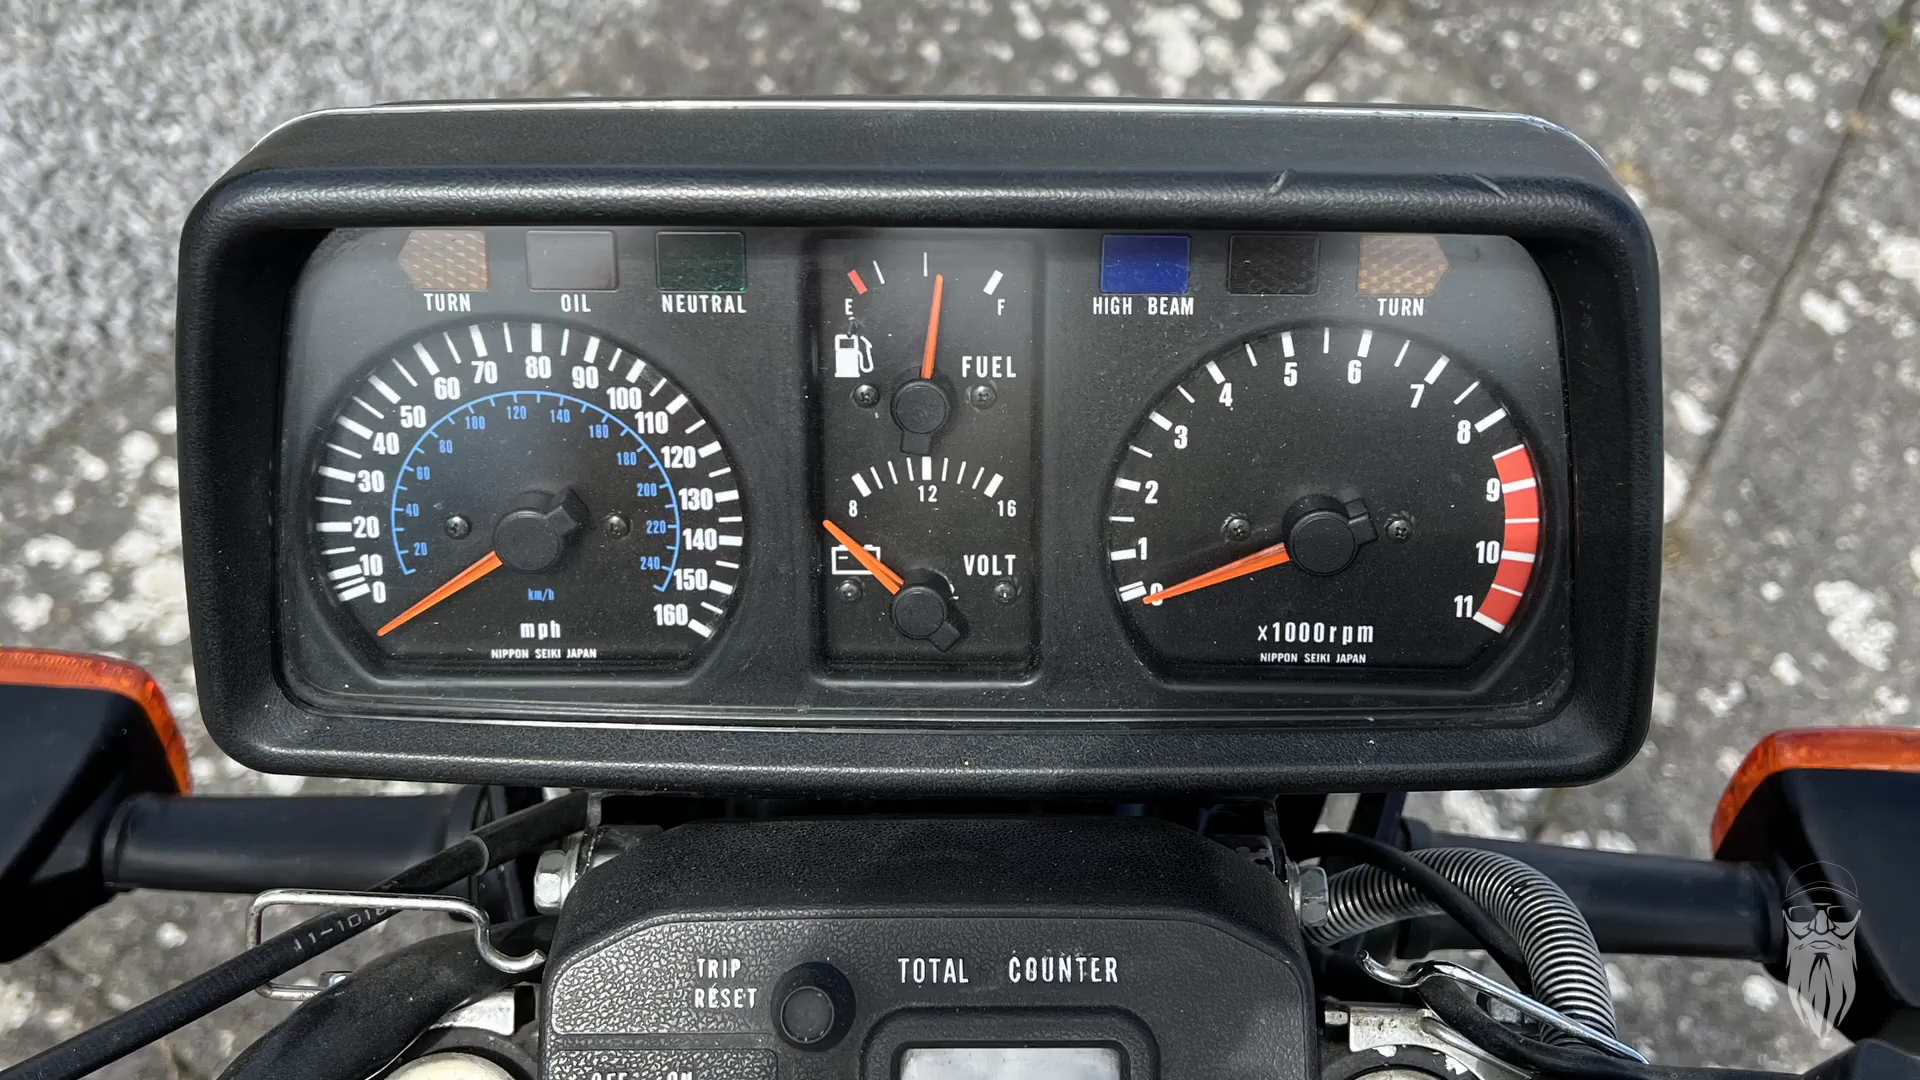 TURN
OIL
NEUTRAL
E
F
FUEL
HIGH BEAM
TURN
0
10
20
30
40
50
60
70
80
90
100
110
120
130
140
150
160
20
40
60
80
100
120
140
160
180
200
220
240
km/h
mph
NIPPON SEIKI JAPAN
8
12
16
VOLT
0
1
2
3
4
5
6
7
8
9
10
11
x1000rpm
NIPPON SEIKI JAPAN
TRIP
RESET
TOTAL COUNTER
OFF ON